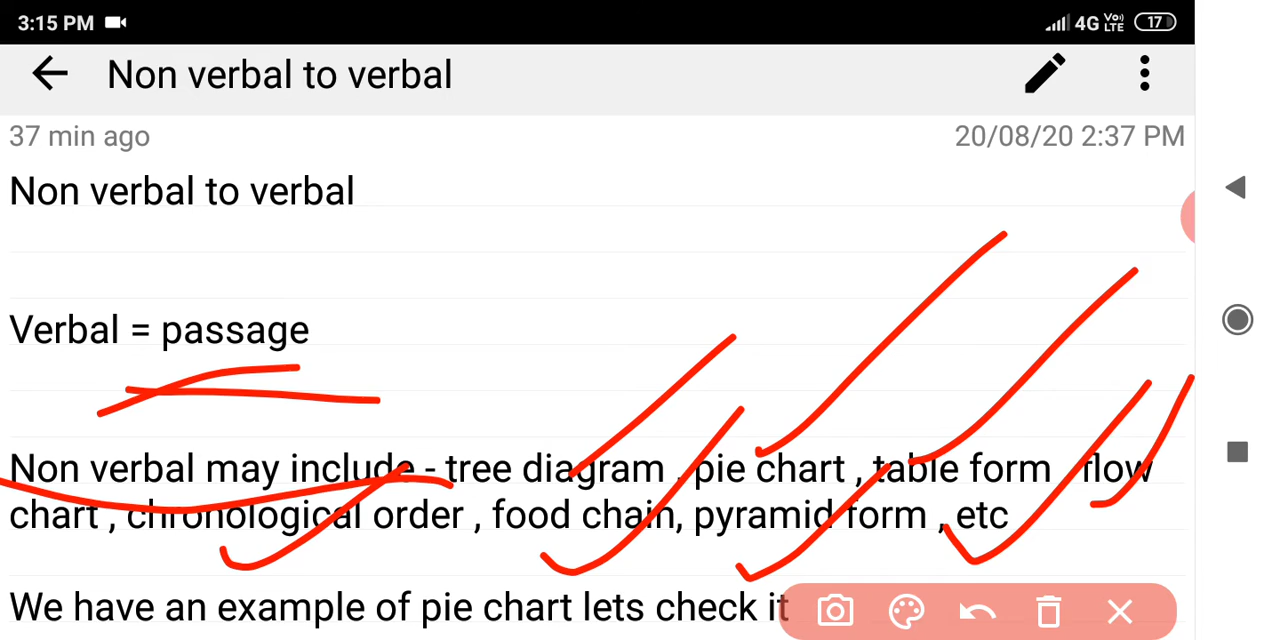 3:15 PM 4G Vo) LTE 17
Non verbal to verbal
37 min ago 20/08/20 2:37 PM
Non verbal to verbal
Verbal = passage
Non verbal may include - tree diagram , pie chart , table form , flow
chart , chronological order , food chain, pyramid form , etc
We have an example of pie chart lets check it